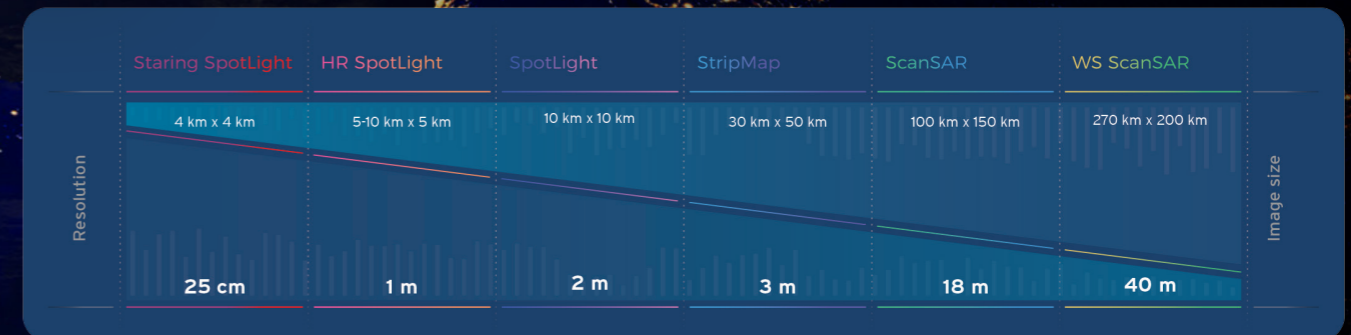 Staring SpotLight
HR SpotLight
SpotLight
StripMap
ScanSAR
WS ScanSAR
Resolution
4 km x 4 km
5-10 km x 5 km
10 km x 10 km
30 km x 50 km
100 km x 150 km
270 km x 200 km
Image size
25 cm
1 m
2 m
3 m
18 m
40 m